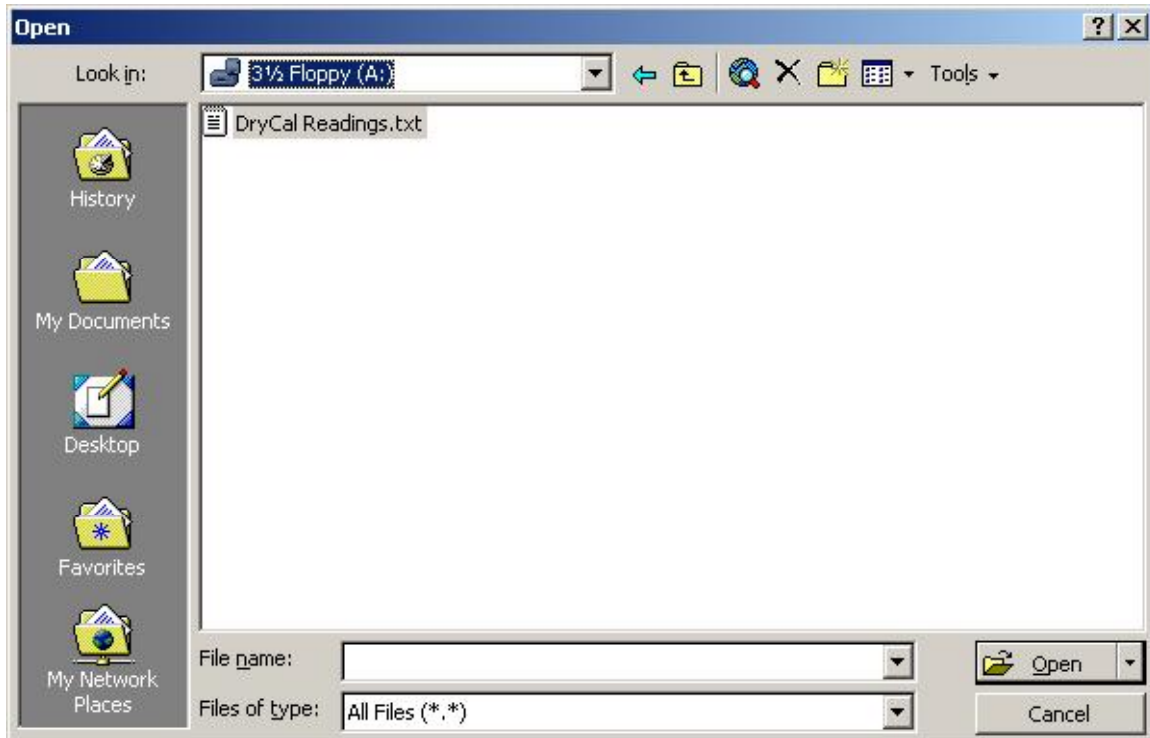 Open
Look in:
3½ Floppy (A:)
Tools
DryCal Readings.txt
History
My Documents
Desktop
Favorites
My Network
Places
File name:
Open
Files of type:
All Files (*.*)
Cancel